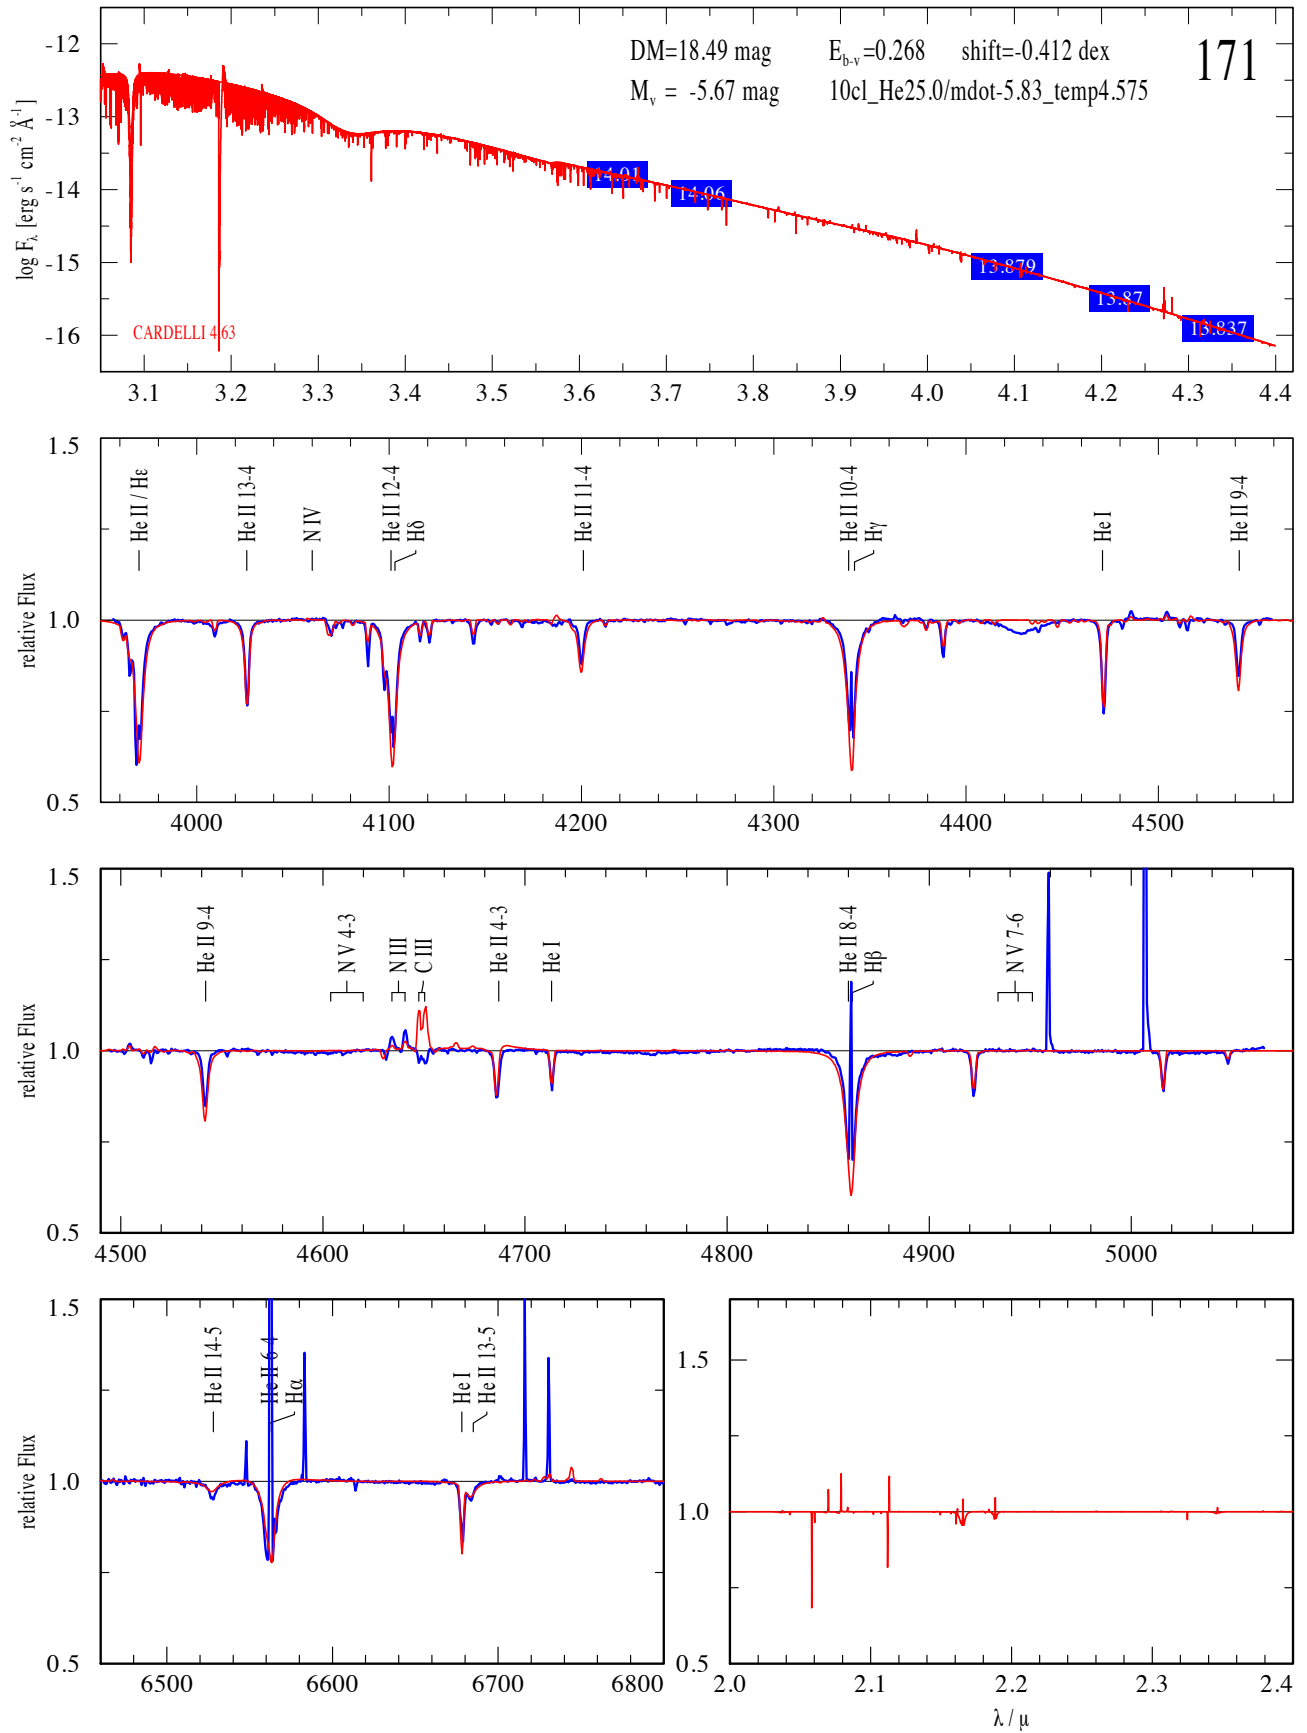 DM=18.49 mag E_b-v=0.268 shift=-0.412 dex 171
M_v = -5.67 mag 10cl_He25.0/mdot-5.83_temp4.575
log F_λ [erg s^-1 cm^-2 Å^-1]
-12
-13
-14
-15
-16
14.01
14.06
13.879
13.87
13.837
CARDELLI 4.63
3.1 3.2 3.3 3.4 3.5 3.6 3.7 3.8 3.9 4.0 4.1 4.2 4.3 4.4
relative Flux
1.5
1.0
0.5
He II / Hε
He II 13-4
N IV
He II 12-4
Hδ
He II 11-4
He II 10-4
Hγ
He I
He II 9-4
4000 4100 4200 4300 4400 4500
relative Flux
1.5
1.0
0.5
He II 9-4
N V 4-3
N III
C III
He II 4-3
He I
He II 8-4
Hβ
N V 7-6
4500 4600 4700 4800 4900 5000
relative Flux
1.5
1.0
0.5
He II 14-5
He II 6-4
Hα
He I
He II 13-5
6500 6600 6700 6800
1.5
1.0
0.5
2.0 2.1 2.2 2.3 2.4
λ / μ